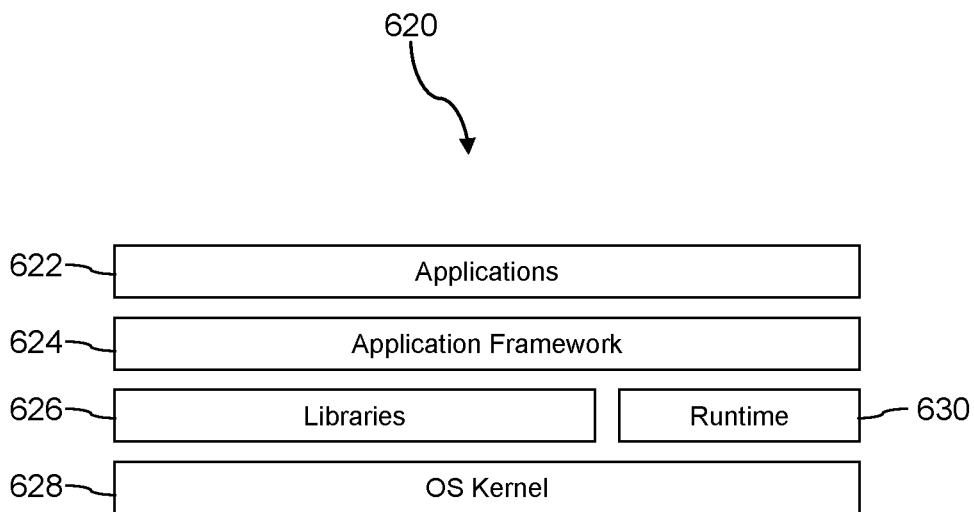 620
622 Applications
624 Application Framework
626 Libraries Runtime 630
628 OS Kernel